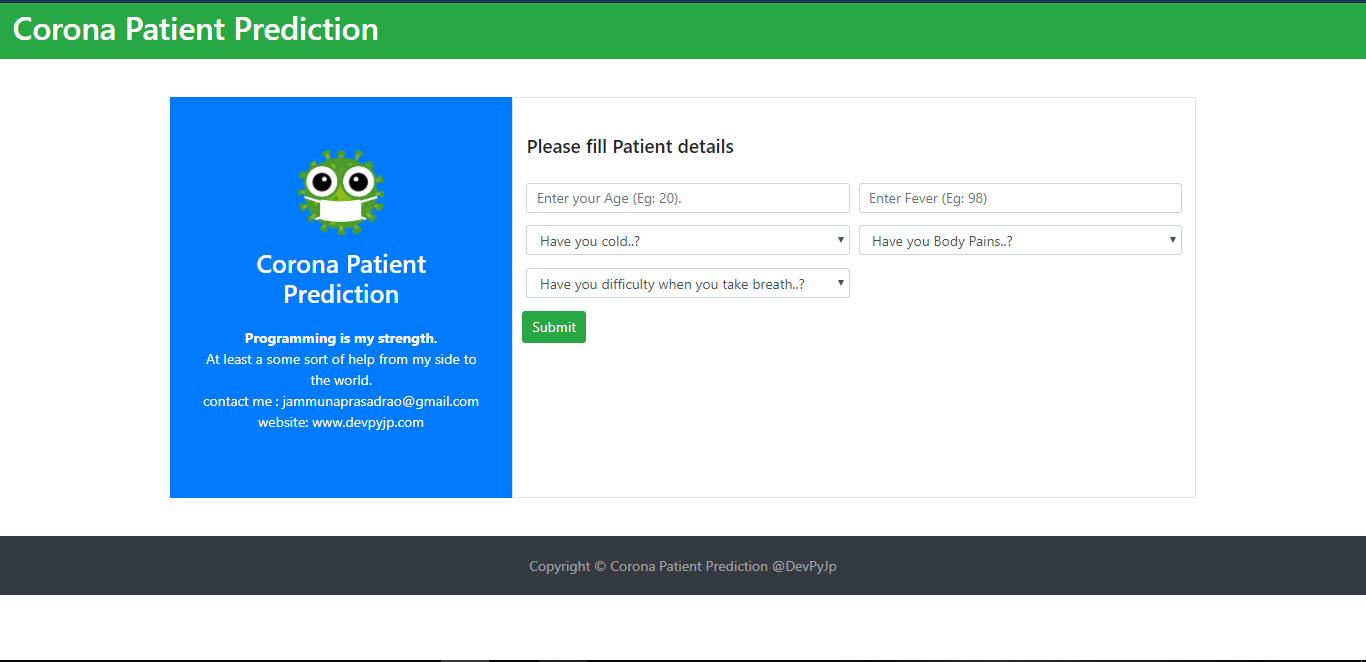 Corona Patient Prediction
Corona Patient
Prediction
Programming is my strength.
At least a some sort of help from my side to
the world.
contact me : jammunaprasadrao@gmail.com
website: www.devpyjp.com
Please fill Patient details
Enter your Age (Eg: 20).
Enter Fever (Eg: 98)
Have you cold..?
Have you Body Pains..?
Have you difficulty when you take breath..?
Submit
Copyright © Corona Patient Prediction @DevPyJp